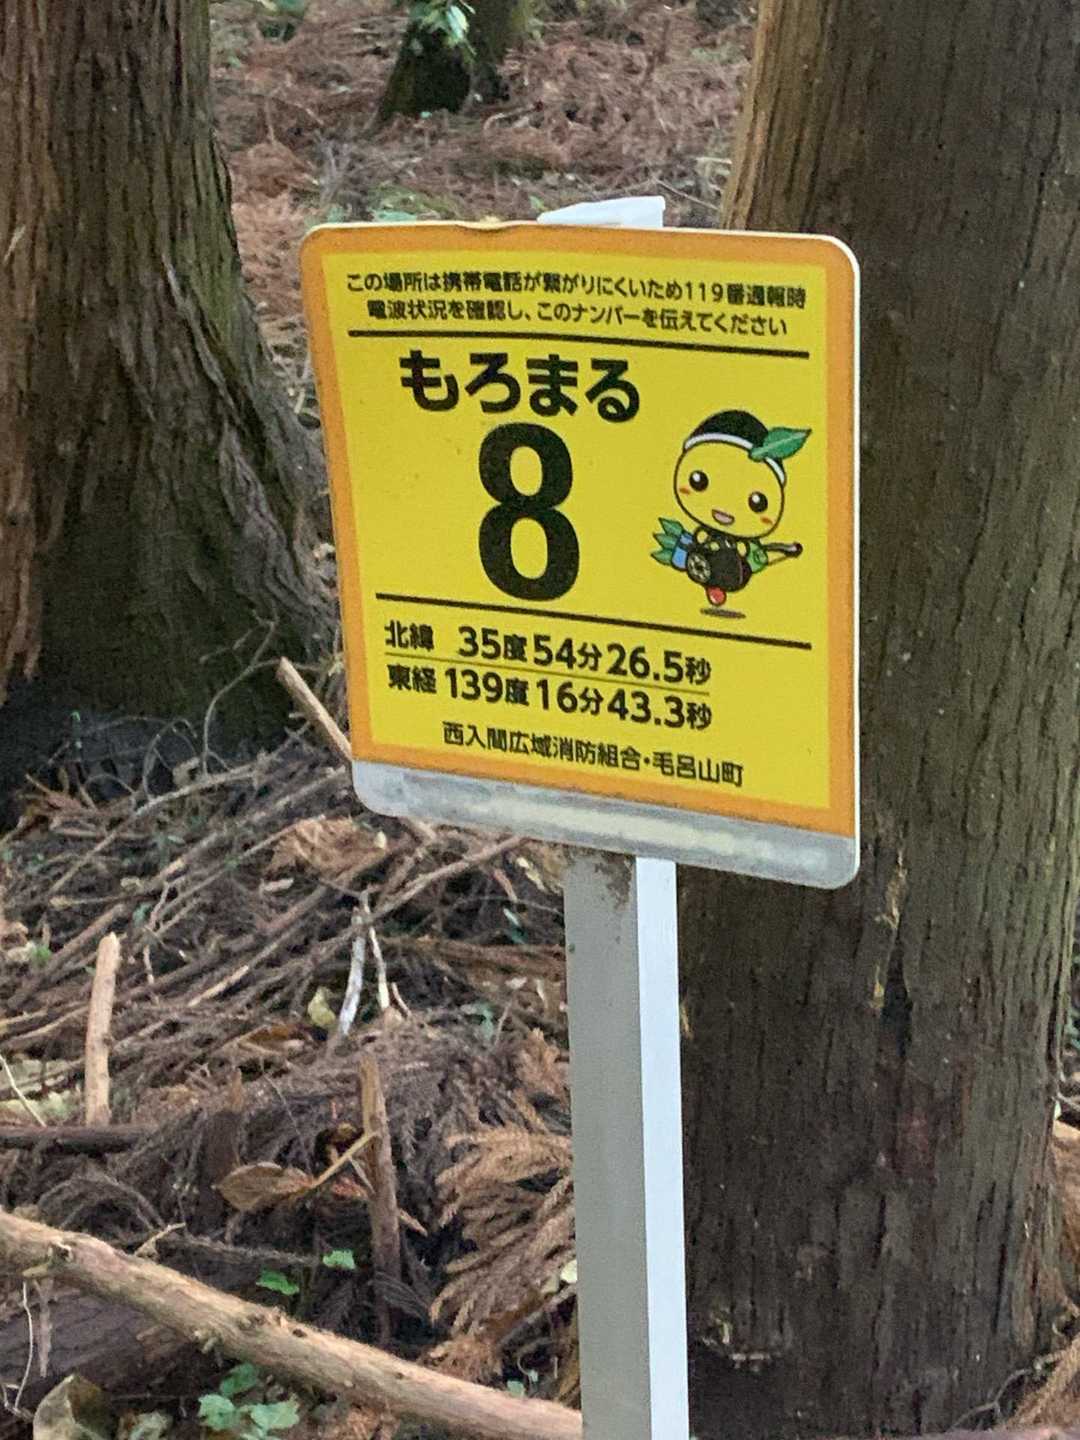 この場所は携帯電話が繋がりにくいため119番通報時
電波状況を確認し、このナンバーを伝えてください
もろまる
8
北緯 35度54分26.5秒
東経 139度16分43.3秒
西入間広域消防組合・毛呂山町